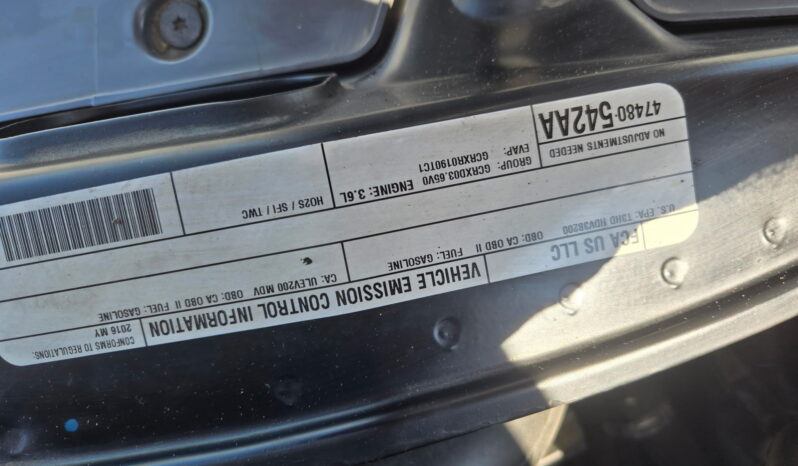 FCA US LLC
VEHICLE EMISSION CONTROL INFORMATION
CONFORMS TO REGULATIONS:
2016 MY
U.S. EPA: T3HD HDV38200
OBD: CA OBD II
FUEL: GASOLINE
CA: ULEV200 MDV
OBD: CA OBD II
FUEL: GASOLINE
NO ADJUSTMENTS NEEDED
47480-542AA
GROUP: GCRXD03.65V0
ENGINE: 3.6L
EVAP: GCRXR0190TC1
HO2S / SFI / TWC